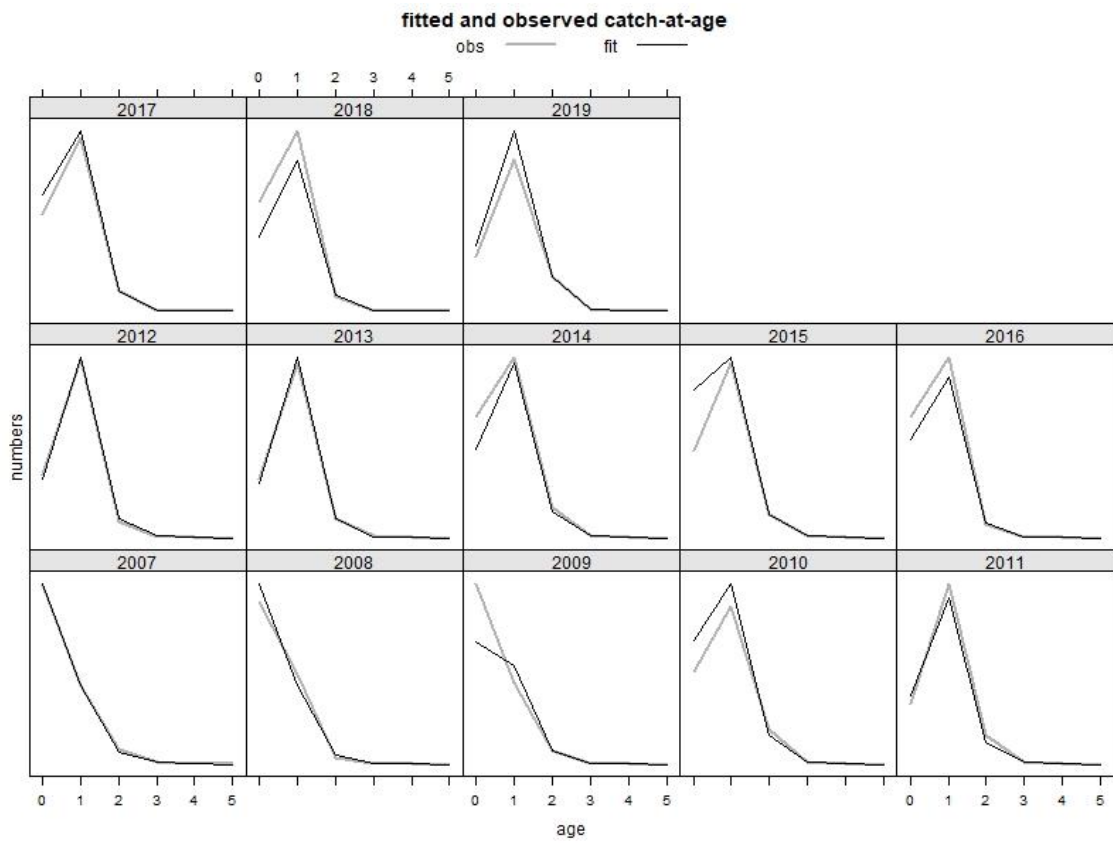 fitted and observed catch-at-age
obs fit
0 1 2 3 4 5
2017 2018 2019
2012 2013 2014 2015 2016
numbers
2007 2008 2009 2010 2011
0 1 2 3 4 5 0 1 2 3 4 5 0 1 2 3 4 5
age